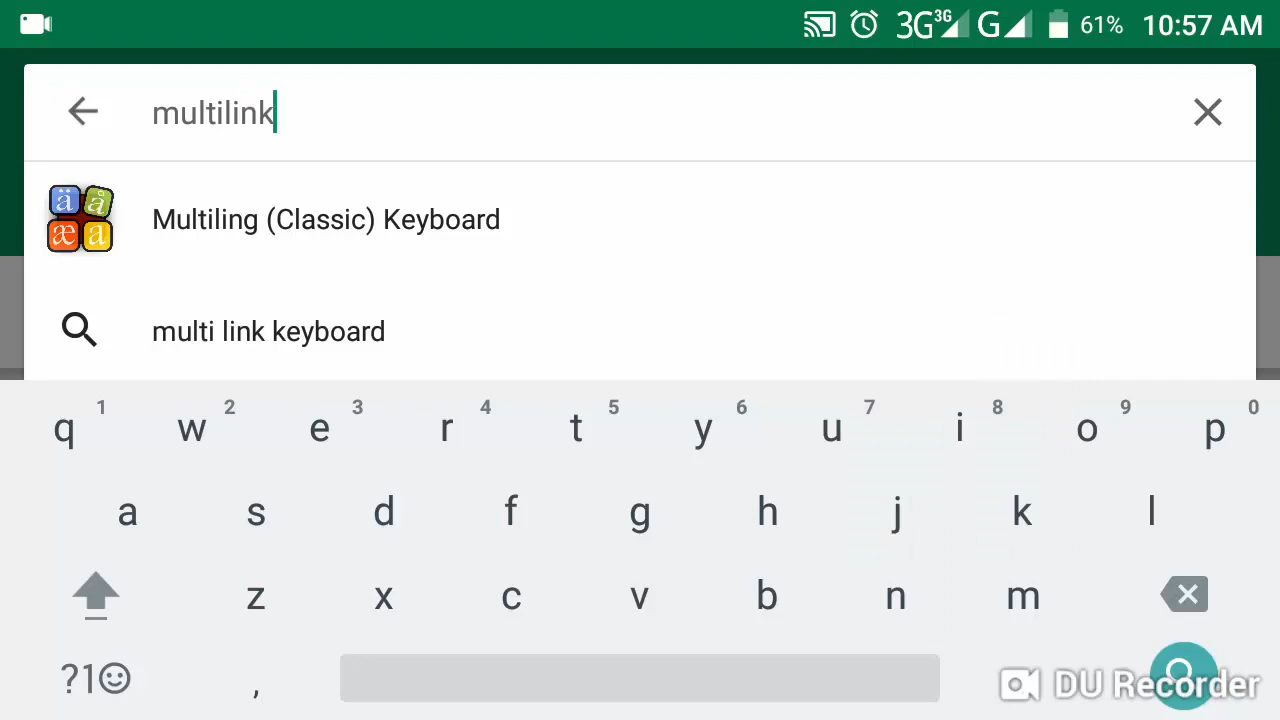 3G 3G G 61% 10:57 AM
multilink
ä å æ a
Multiling (Classic) Keyboard
multi link keyboard
1 2 3 4 5 6 7 8 9 0
q w e r t y u i o p
a s d f g h j k l
z x c v b n m
?1 ,
DU Recorder